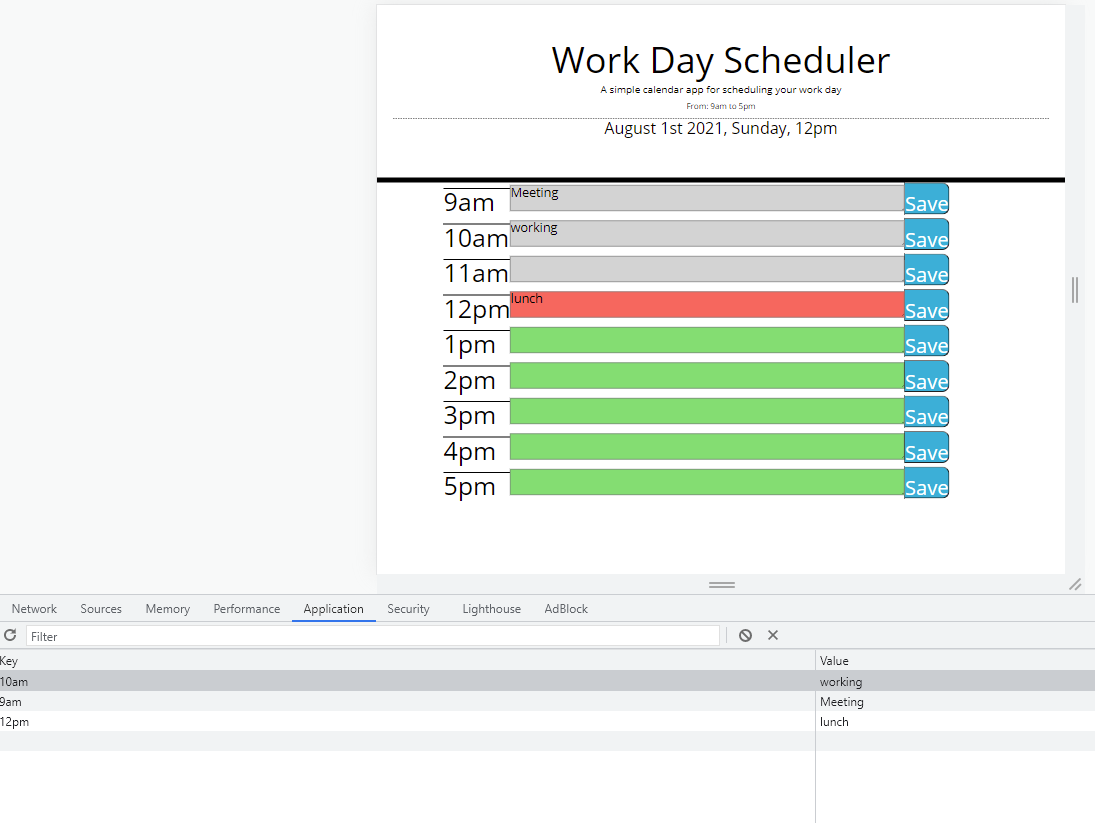 Work Day Scheduler
A simple calendar app for scheduling your work day
From: 9am to 5pm
August 1st 2021, Sunday, 12pm
9am Meeting Save
10am working Save
11am Save
12pm lunch Save
1pm Save
2pm Save
3pm Save
4pm Save
5pm Save
Network Sources Memory Performance Application Security Lighthouse AdBlock
Filter
Key Value
10am working
9am Meeting
12pm lunch